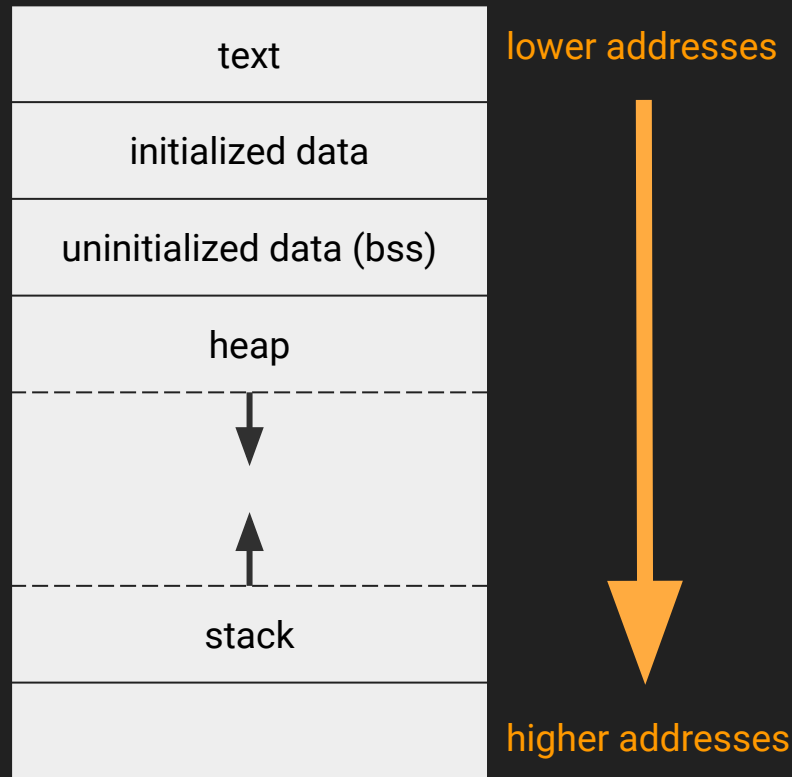 text
lower addresses
initialized data
uninitialized data (bss)
heap
stack
higher addresses